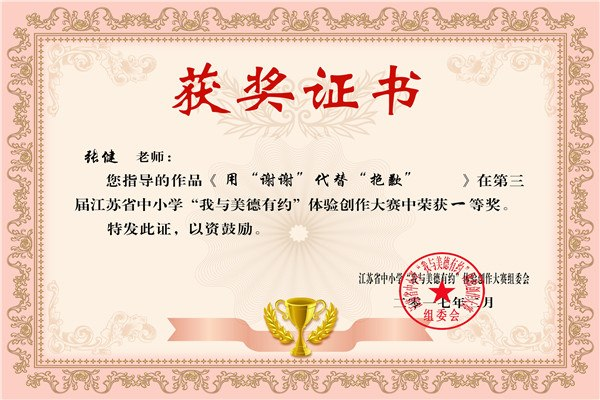 获奖证书
张健 老师：
您指导的作品《 用“谢谢”代替“抱歉” 》在第三
届江苏省中小学“我与美德有约”体验创作大赛中荣获一等奖。
特发此证，以资鼓励。
江苏省中小学“我与美德有约”体验创作大赛组委会
二零一七年 月
组委会